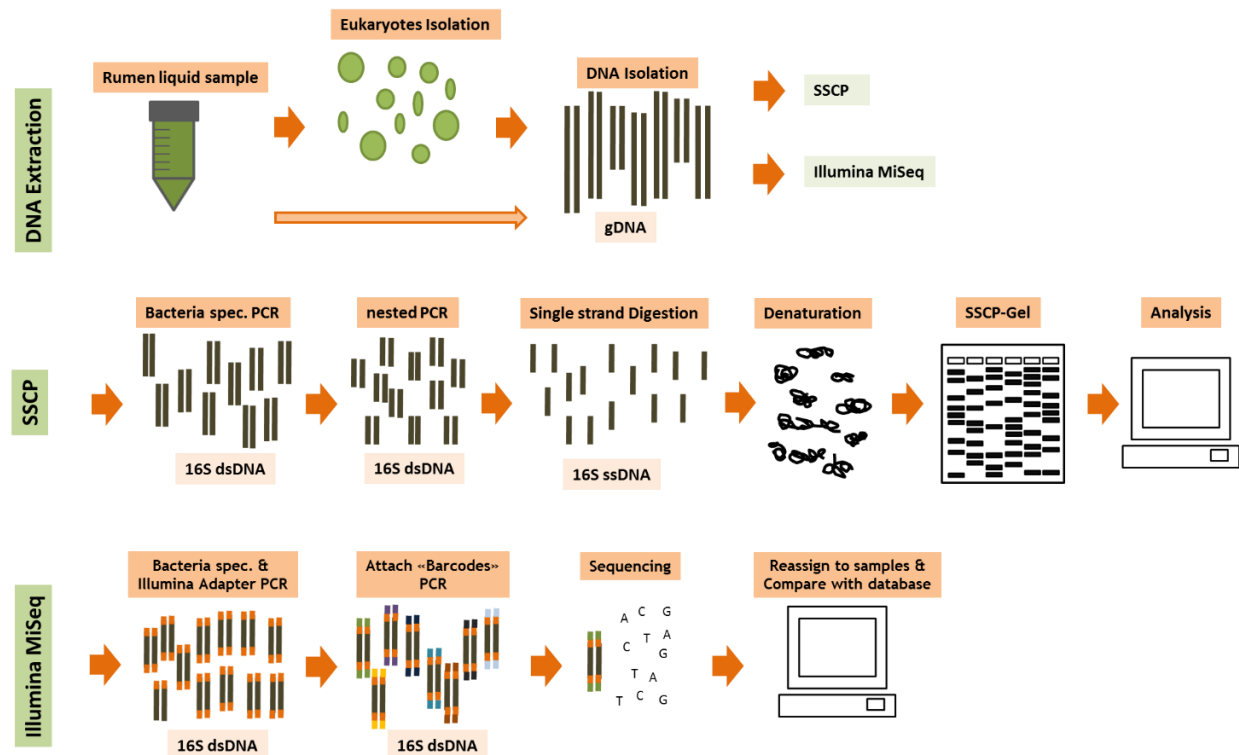 DNA Extraction
Rumen liquid sample
Eukaryotes Isolation
DNA Isolation
gDNA
SSCP
Illumina MiSeq
SSCP
Bacteria spec. PCR
16S dsDNA
nested PCR
16S dsDNA
Single strand Digestion
16S ssDNA
Denaturation
SSCP-Gel
Analysis
Illumina MiSeq
Bacteria spec. &
Illumina Adapter PCR
16S dsDNA
Attach «Barcodes»
PCR
16S dsDNA
Sequencing
A C G
C T A
G
T A
T C G
Reassign to samples &
Compare with database